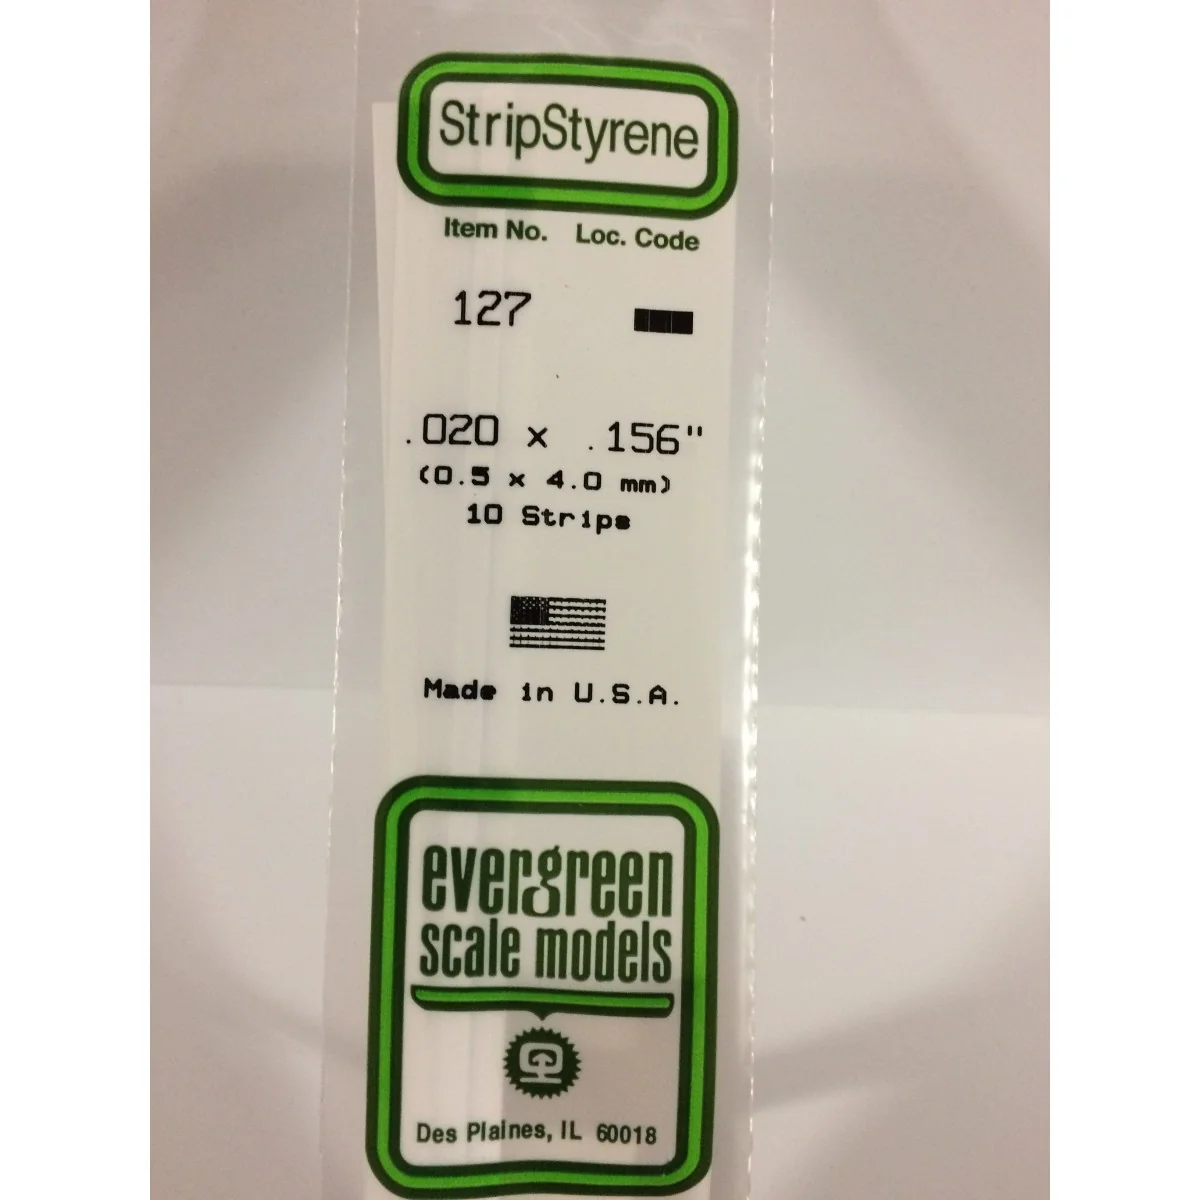 StripStyrene
Item No. Loc. Code
127
.020 x .156"
(0.5 x 4.0 mm)
10 Strips
Made in U.S.A.
evergreen
scale models
Des Plaines, IL 60018